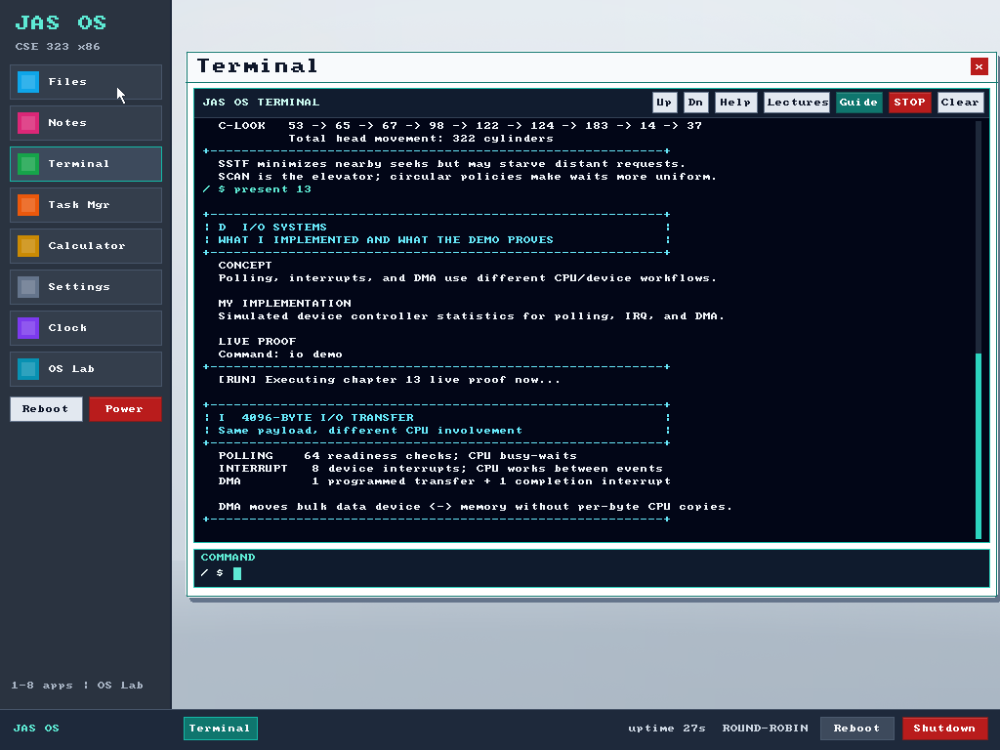 JAS OS
CSE 323 x86
Files
Notes
Terminal
Task Mgr
Calculator
Settings
Clock
OS Lab
Reboot Power
1-8 apps | OS Lab
Terminal
x
JAS OS TERMINAL Up Dn Help Lectures Guide STOP Clear
C-LOOK 53 -> 65 -> 67 -> 98 -> 122 -> 124 -> 183 -> 14 -> 37
Total head movement: 322 cylinders
+-----------------------------------------------------------+
SSTF minimizes nearby seeks but may starve distant requests.
SCAN is the elevator; circular policies make waits more uniform.
/ $ present 13
+-----------------------------------------------------------+
| D I/O SYSTEMS |
| WHAT I IMPLEMENTED AND WHAT THE DEMO PROVES |
+-----------------------------------------------------------+
CONCEPT
Polling, interrupts, and DMA use different CPU/device workflows.
MY IMPLEMENTATION
Simulated device controller statistics for polling, IRQ, and DMA.
LIVE PROOF
Command: io demo
+-----------------------------------------------------------+
[RUN] Executing chapter 13 live proof now...
+-----------------------------------------------------------+
| I 4096-BYTE I/O TRANSFER |
| Same payload, different CPU involvement |
+-----------------------------------------------------------+
POLLING 64 readiness checks; CPU busy-waits
INTERRUPT 8 device interrupts; CPU works between events
DMA 1 programmed transfer + 1 completion interrupt
DMA moves bulk data device <-> memory without per-byte CPU copies.
+-----------------------------------------------------------+
COMMAND
/ $
JAS OS Terminal uptime 27s ROUND-ROBIN Reboot Shutdown